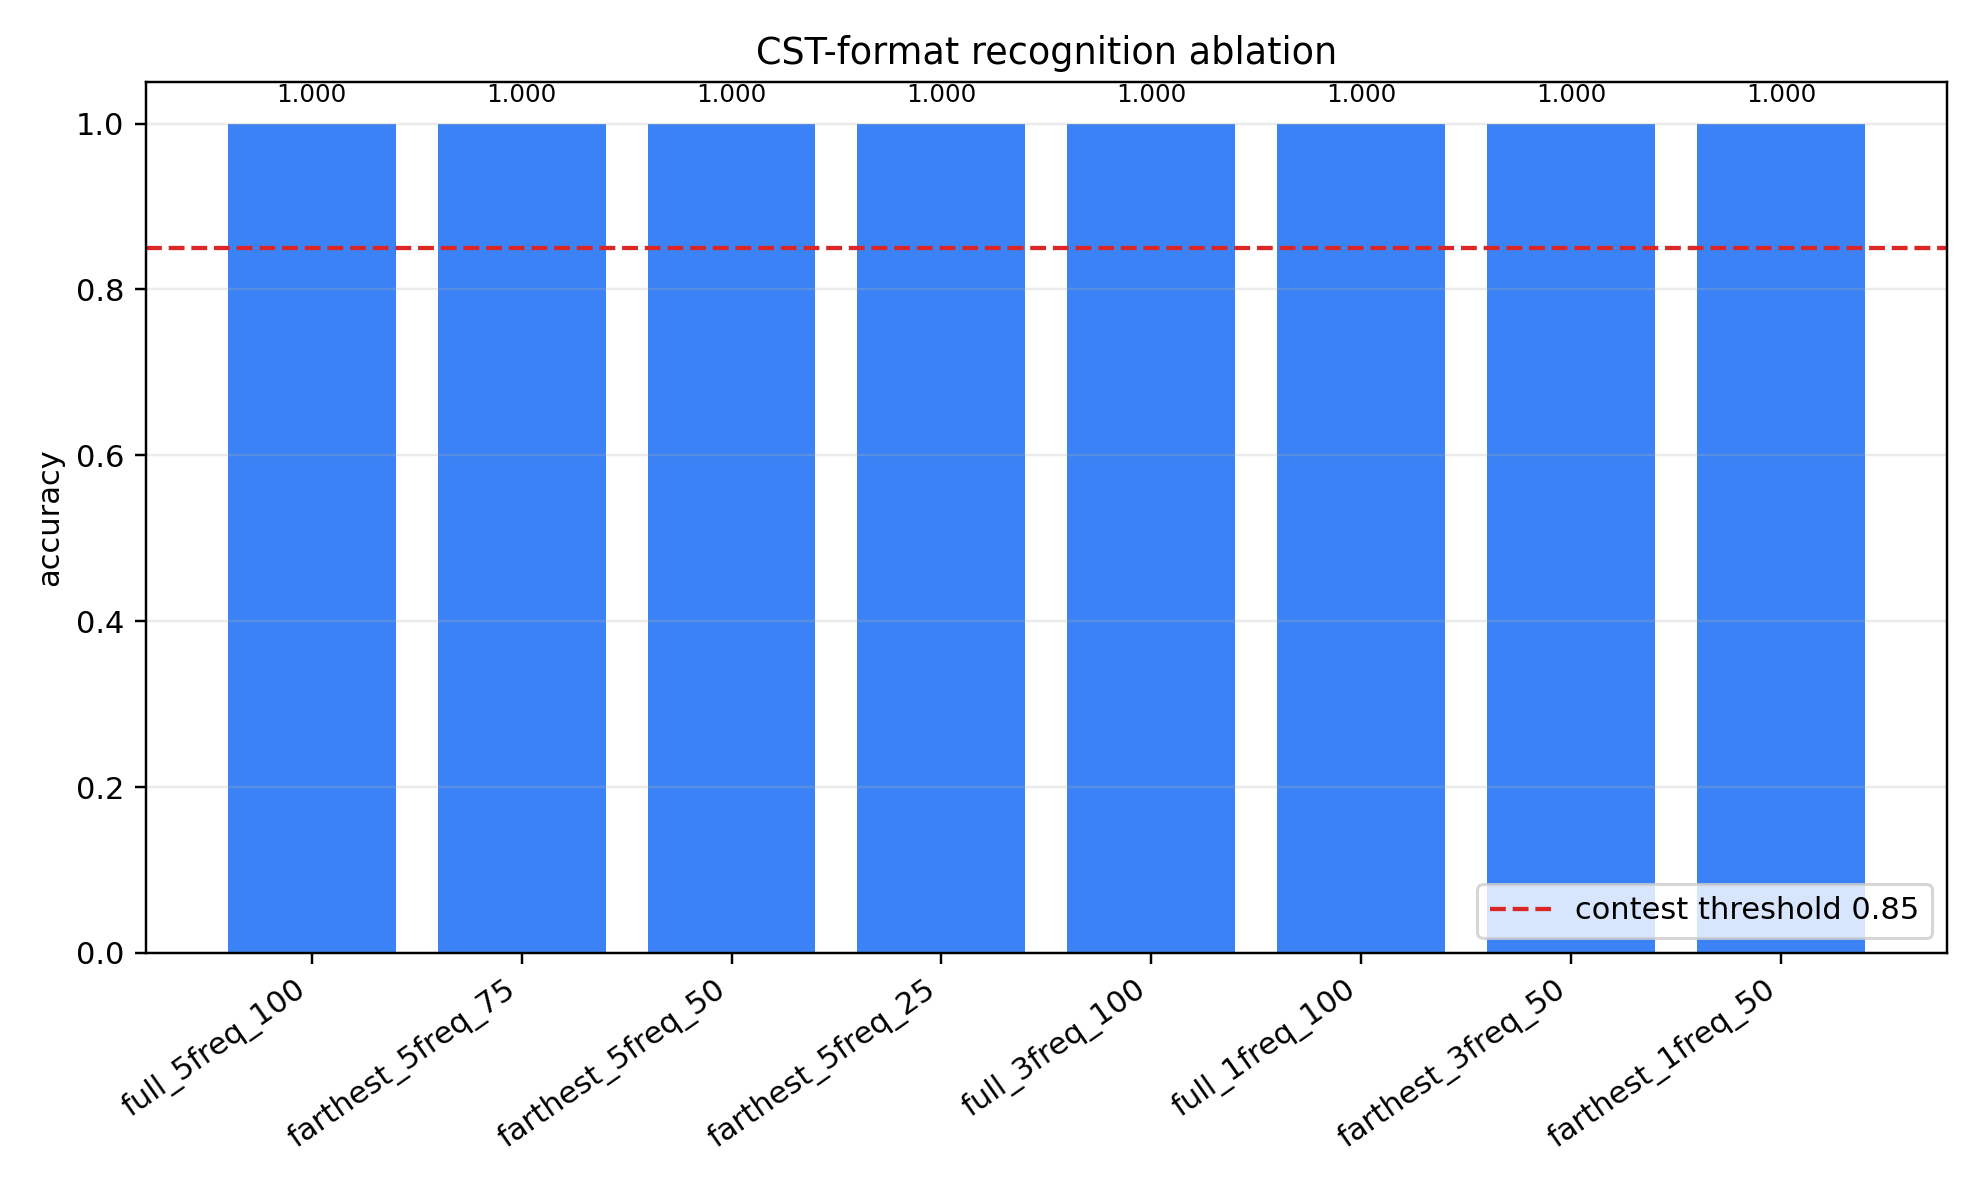 CST-format recognition ablation
1.000 1.000 1.000 1.000 1.000 1.000 1.000 1.000
1.0
0.8
0.6
0.4
0.2
0.0
accuracy
contest threshold 0.85
full_5freq_100
farthest_5freq_75
farthest_5freq_50
farthest_5freq_25
full_3freq_100
full_1freq_100
farthest_3freq_50
farthest_1freq_50